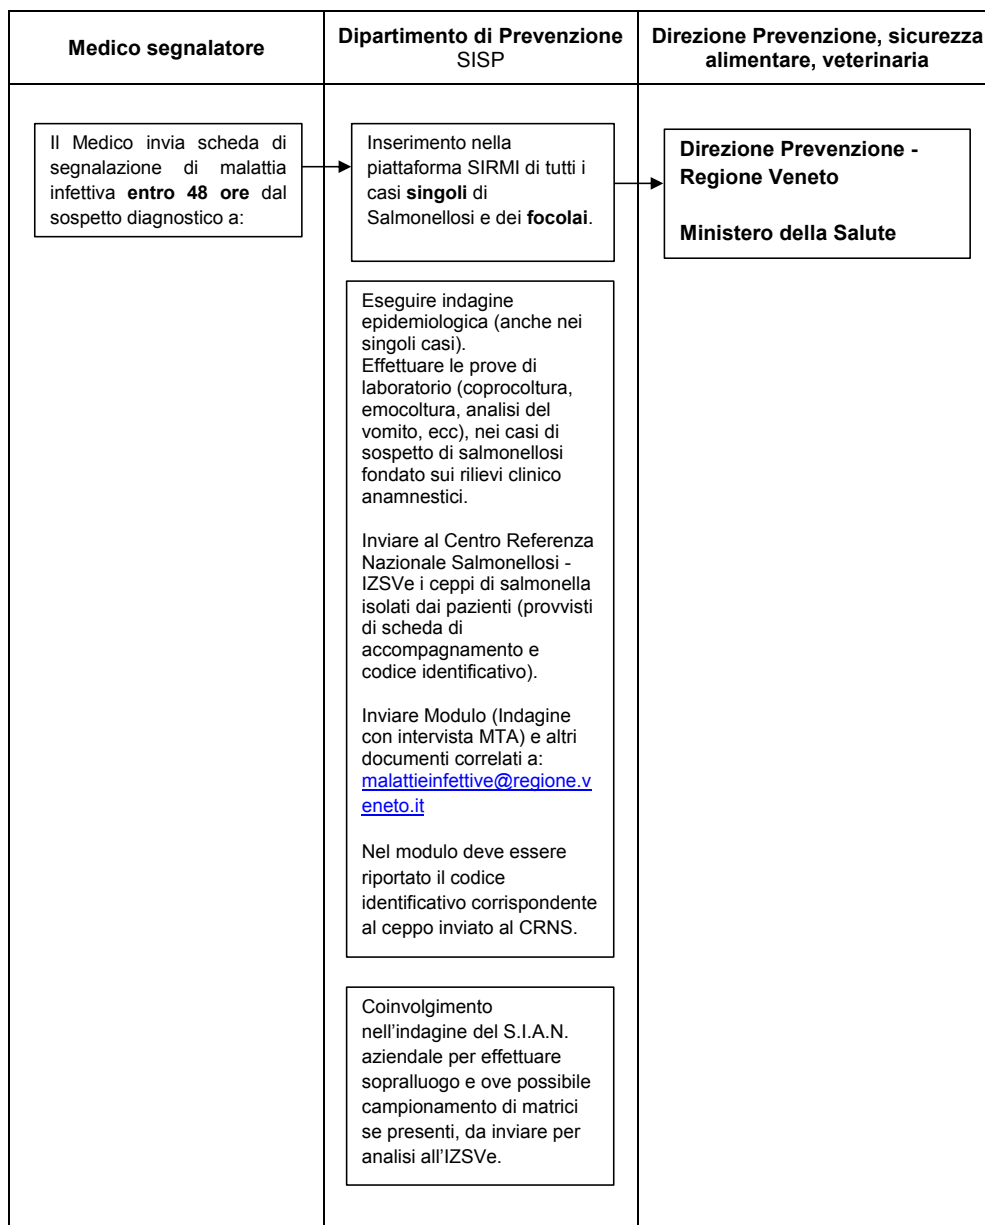 Medico segnalatore
Dipartimento di Prevenzione
SISP
Direzione Prevenzione, sicurezza
alimentare, veterinaria
Il Medico invia scheda di
segnalazione di malattia
infettiva entro 48 ore dal
sospetto diagnostico a:
Inserimento nella
piattaforma SIRMI di tutti i
casi singoli di
Salmonellosi e dei focolai.
Direzione Prevenzione -
Regione Veneto
Ministero della Salute
Eseguire indagine
epidemiologica (anche nei
singoli casi).
Effettuare le prove di
laboratorio (coprocoltura,
emocoltura, analisi del
vomito, ecc), nei casi di
sospetto di salmonellosi
fondato sui rilievi clinico
anamnestici.
Inviare al Centro Referenza
Nazionale Salmonellosi -
IZSVe i ceppi di salmonella
isolati dai pazienti (provvisti
di scheda di
accompagnamento e
codice identificativo).
Inviare Modulo (Indagine
con intervista MTA) e altri
documenti correlati a:
malattieinfettive@regione.v
eneto.it
Nel modulo deve essere
riportato il codice
identificativo corrispondente
al ceppo inviato al CRNS.
Coinvolgimento
nell’indagine del S.I.A.N.
aziendale per effettuare
sopralluogo e ove possibile
campionamento di matrici
se presenti, da inviare per
analisi all’IZSVe.